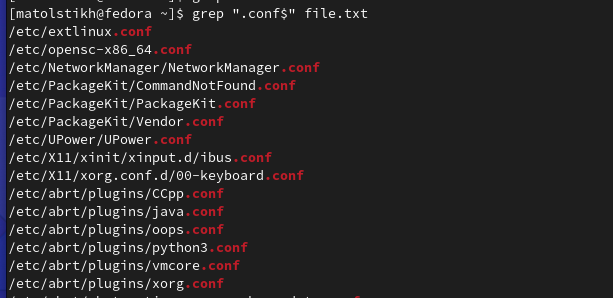 [matolstikh@fedora ~]$ grep ".conf$" file.txt
/etc/extlinux.conf
/etc/opensc-x86_64.conf
/etc/NetworkManager/NetworkManager.conf
/etc/PackageKit/CommandNotFound.conf
/etc/PackageKit/PackageKit.conf
/etc/PackageKit/Vendor.conf
/etc/UPower/UPower.conf
/etc/X11/xinit/xinput.d/ibus.conf
/etc/X11/xorg.conf.d/00-keyboard.conf
/etc/abrt/plugins/CCpp.conf
/etc/abrt/plugins/java.conf
/etc/abrt/plugins/oops.conf
/etc/abrt/plugins/python3.conf
/etc/abrt/plugins/vmcore.conf
/etc/abrt/plugins/xorg.conf